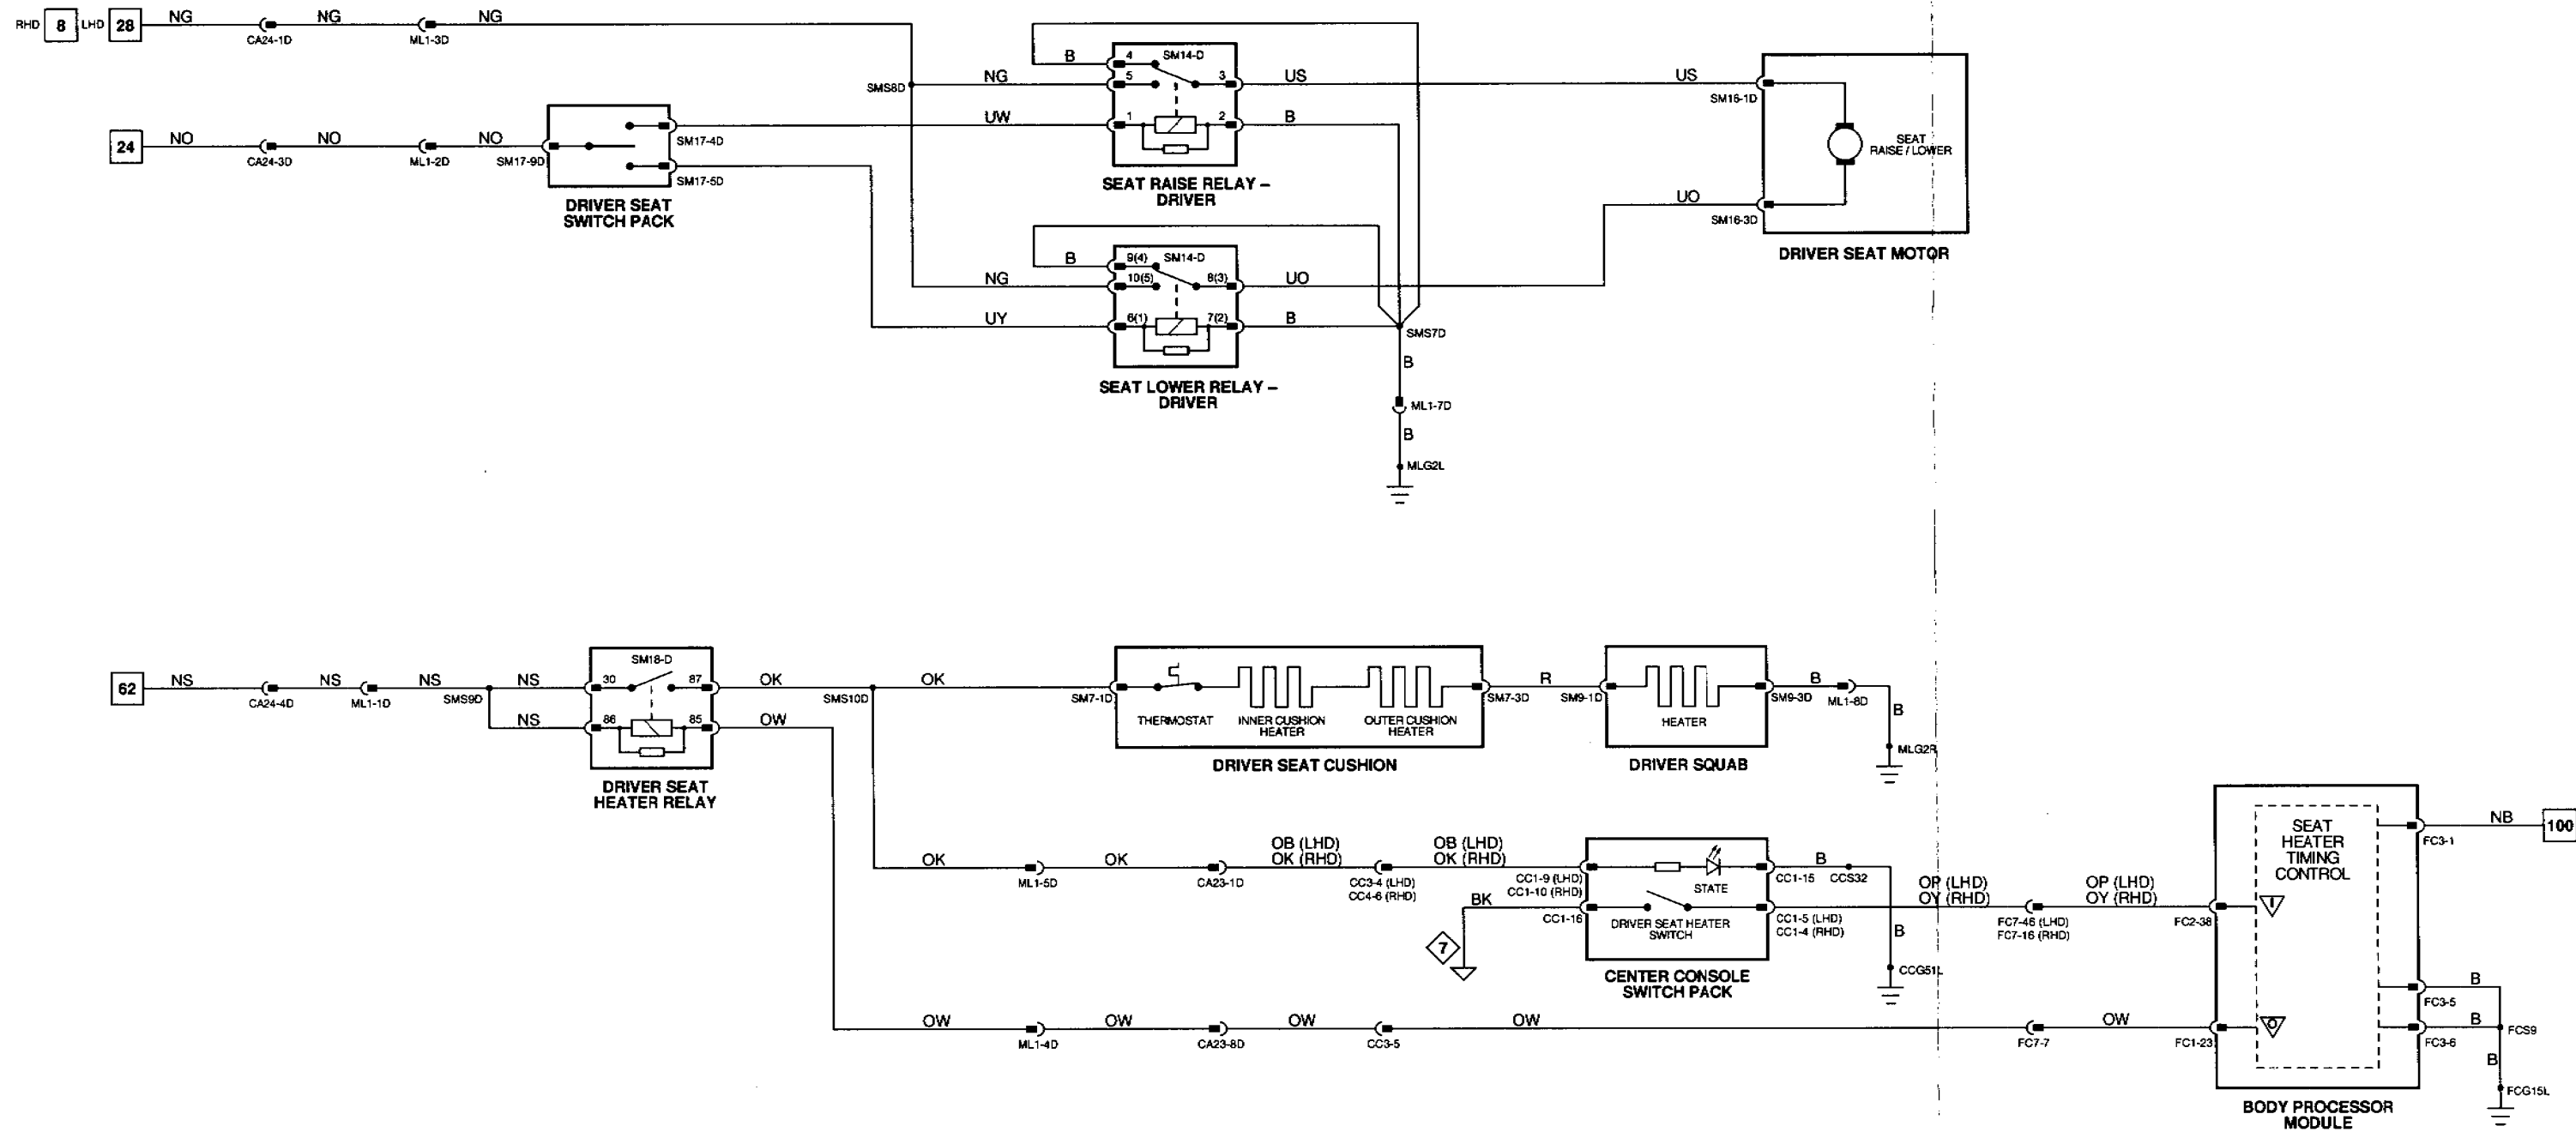 RHD 8 LHD 28 NG NG NG
CA24-1D ML1-3D
B 4 SM14-D
SMS8D NG 5 3 US US
SM16-1D
UW 1 2 B
24 NO NO NO
CA24-3D ML1-2D SM17-9D SM17-4D
SM17-5D
SEAT
RAISE / LOWER
SEAT RAISE RELAY –
DRIVER
DRIVER SEAT
SWITCH PACK
UO
SM16-3D
DRIVER SEAT MOTOR
B 9(4) SM14-D
NG 10(5) 8(3) UO
UY 6(1) 7(2) B
SMS7D
B
SEAT LOWER RELAY –
DRIVER
ML1-7D
B
MLG2L
62 NS NS NS NS
CA24-4D ML1-1D SMS9D
SM18-D
30 87 OK OK
SMS10D
NS 86 85 OW
DRIVER SEAT
HEATER RELAY
SM7-1D
THERMOSTAT
INNER CUSHION
HEATER
OUTER CUSHION
HEATER
DRIVER SEAT CUSHION
SM7-3D R SM9-1D
HEATER
DRIVER SQUAB
SM9-3D B ML1-8D
B
MLG2R
OK OK
ML1-5D CA23-1D
OB (LHD)
OK (RHD)
CC3-4 (LHD)
CC4-6 (RHD)
OB (LHD)
OK (RHD)
CC1-9 (LHD)
CC1-10 (RHD)
STATE
CC1-15 B CCS32
BK
CC1-16
7
DRIVER SEAT HEATER
SWITCH
CC1-5 (LHD)
CC1-4 (RHD)
B
CCG51L
CENTER CONSOLE
SWITCH PACK
OP (LHD)
OY (RHD)
FC7-46 (LHD)
FC7-16 (RHD)
OP (LHD)
OY (RHD)
FC2-38
I
SEAT
HEATER
TIMING
CONTROL
FC3-1 NB 100
FC3-5 B
FC3-6 B FCS9
B
FCG15L
OW OW OW OW OW
ML1-4D CA23-8D CC3-5 FC7-7 FC1-23
O
BODY PROCESSOR
MODULE